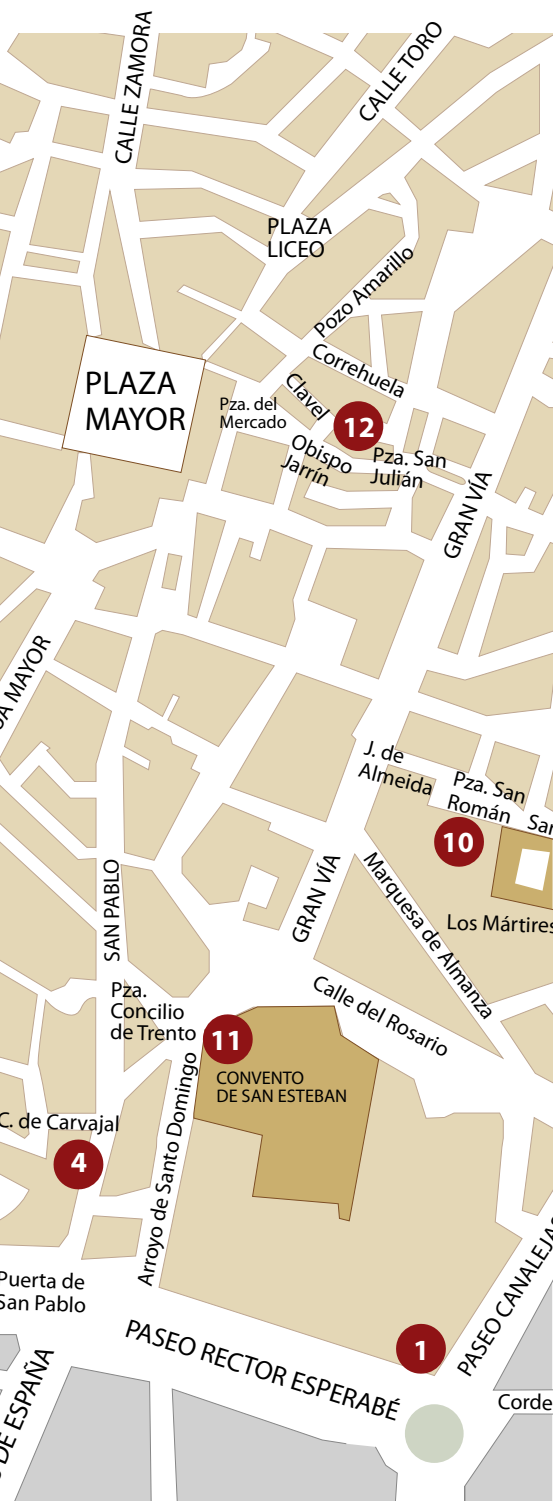 CALLE ZAMORA
CALLE TORO
PLAZA
LICEO
Pozo Amarillo
Correhuela
PLAZA
MAYOR
Clavel
Pza. del
Mercado
12
Obispo
Jarrín
Pza. San
Julián
GRAN VÍA
A MAYOR
J. de
Almeida
Pza. San
Román
San
10
SAN PABLO
GRAN VÍA
Marquesa de Almanza
Los Mártires
Pza.
Concilio
de Trento
Calle del Rosario
11
CONVENTO
DE SAN ESTEBAN
Arroyo de Santo Domingo
C. de Carvajal
4
Puerta de
San Pablo
PASEO RECTOR ESPERABÉ
1
PASEO CANALEJAS
DE ESPAÑA
Corde